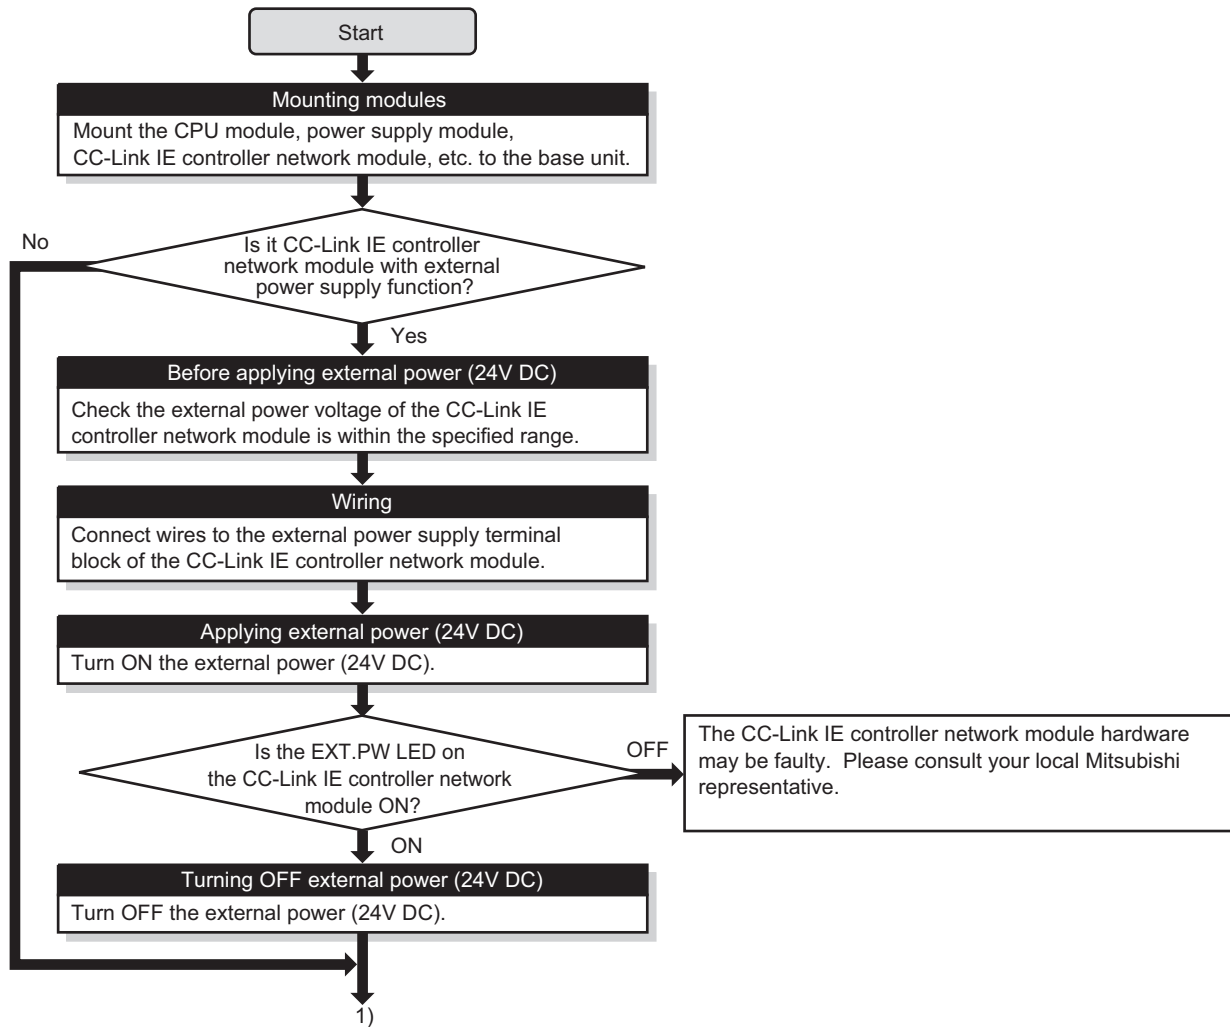 Start
Mounting modules
Mount the CPU module, power supply module,
CC-Link IE controller network module, etc. to the base unit.
No
Is it CC-Link IE controller
network module with external
power supply function?
Yes
Before applying external power (24V DC)
Check the external power voltage of the CC-Link IE
controller network module is within the specified range.
Wiring
Connect wires to the external power supply terminal
block of the CC-Link IE controller network module.
Applying external power (24V DC)
Turn ON the external power (24V DC).
Is the EXT.PW LED on
the CC-Link IE controller network
module ON?
OFF
The CC-Link IE controller network module hardware
may be faulty.  Please consult your local Mitsubishi
representative.
ON
Turning OFF external power (24V DC)
Turn OFF the external power (24V DC).
1)